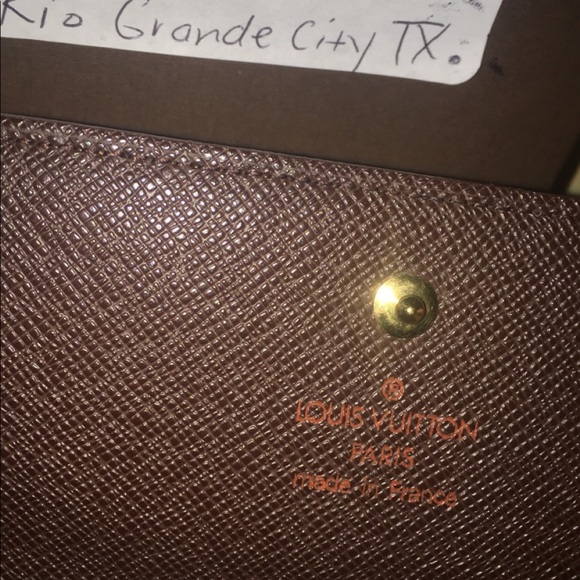 Rio Grande City TX.
®
LOUIS VUITTON
PARIS
made in France